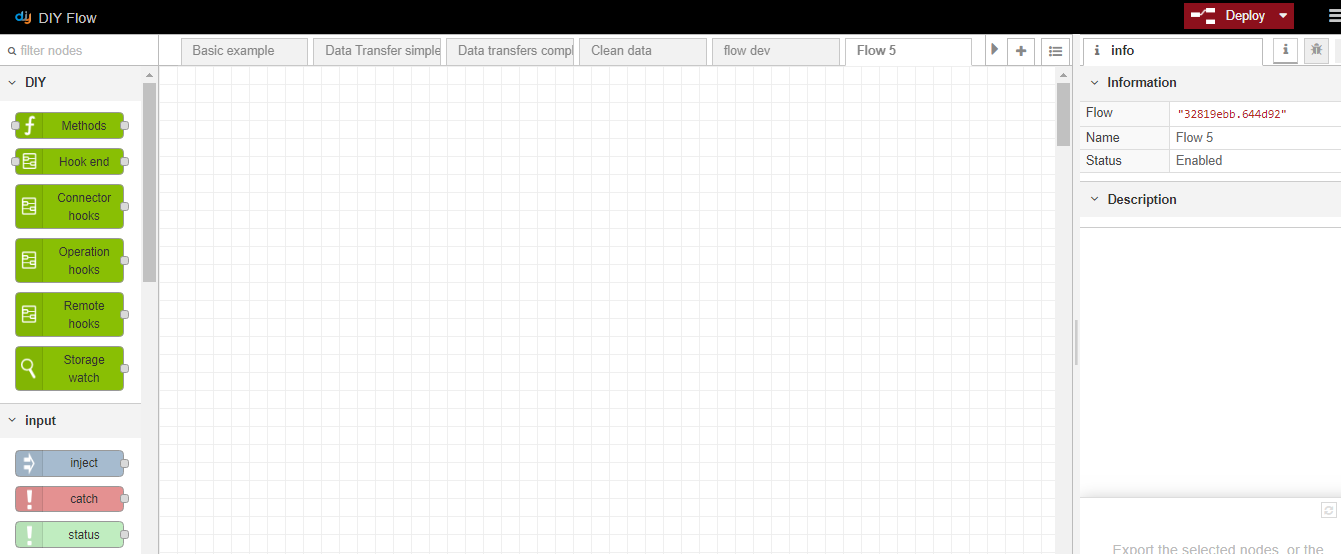 diy DIY Flow
Deploy
filter nodes
Basic example
Data Transfer simple
Data transfers compl
Clean data
flow dev
Flow 5
i info
i
DIY
Methods
Hook end
Connector
hooks
Operation
hooks
Remote
hooks
Storage
watch
input
inject
catch
status
Information
Flow "32819ebb.644d92"
Name Flow 5
Status Enabled
Description
Export the selected nodes, or the